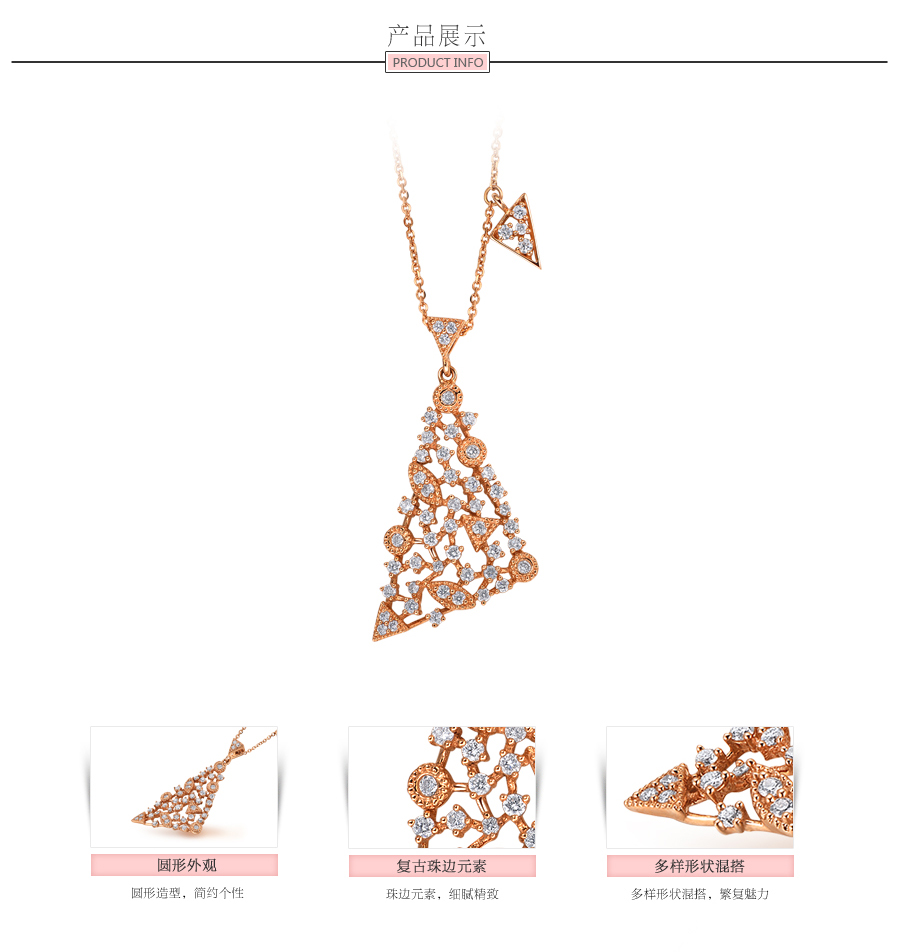 产品展示
PRODUCT INFO
圆形外观
复古珠边元素
多样形状混搭
圆形造型，简约个性
珠边元素，细腻精致
多样形状混搭，繁复魅力